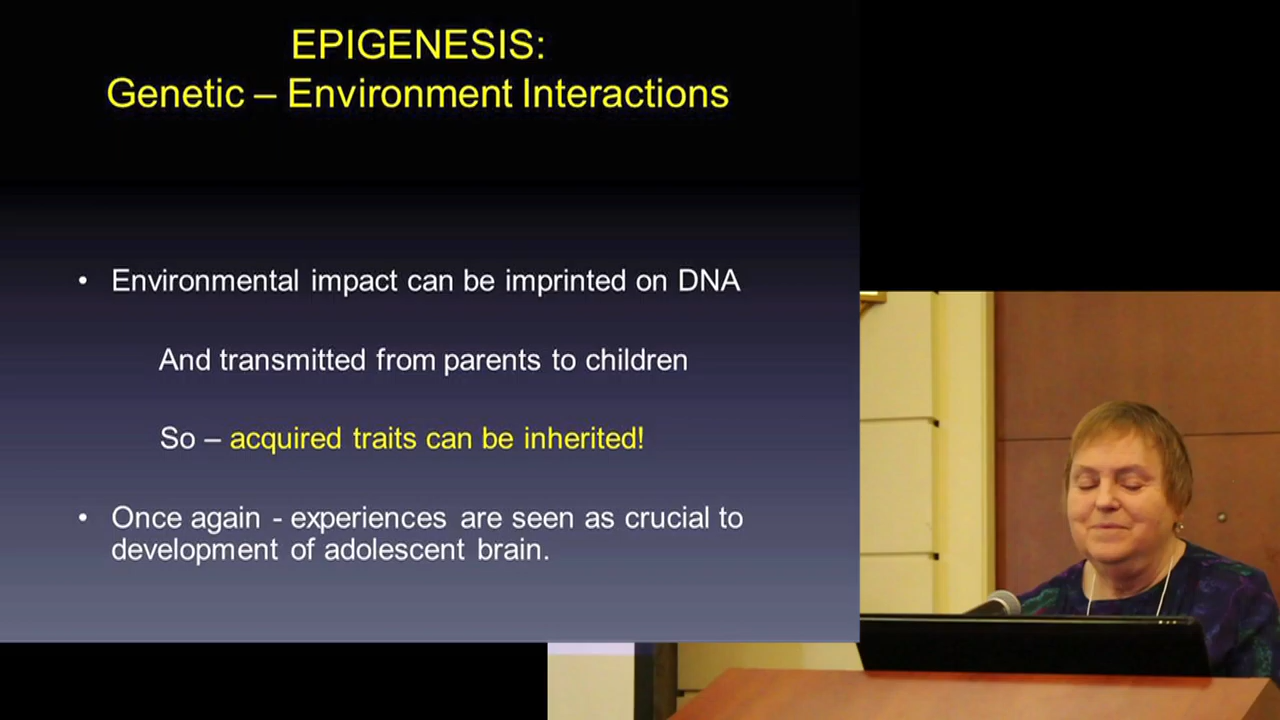 EPIGENESIS:
Genetic – Environment Interactions
• Environmental impact can be imprinted on DNA
And transmitted from parents to children
So – acquired traits can be inherited!
• Once again - experiences are seen as crucial to
development of adolescent brain.